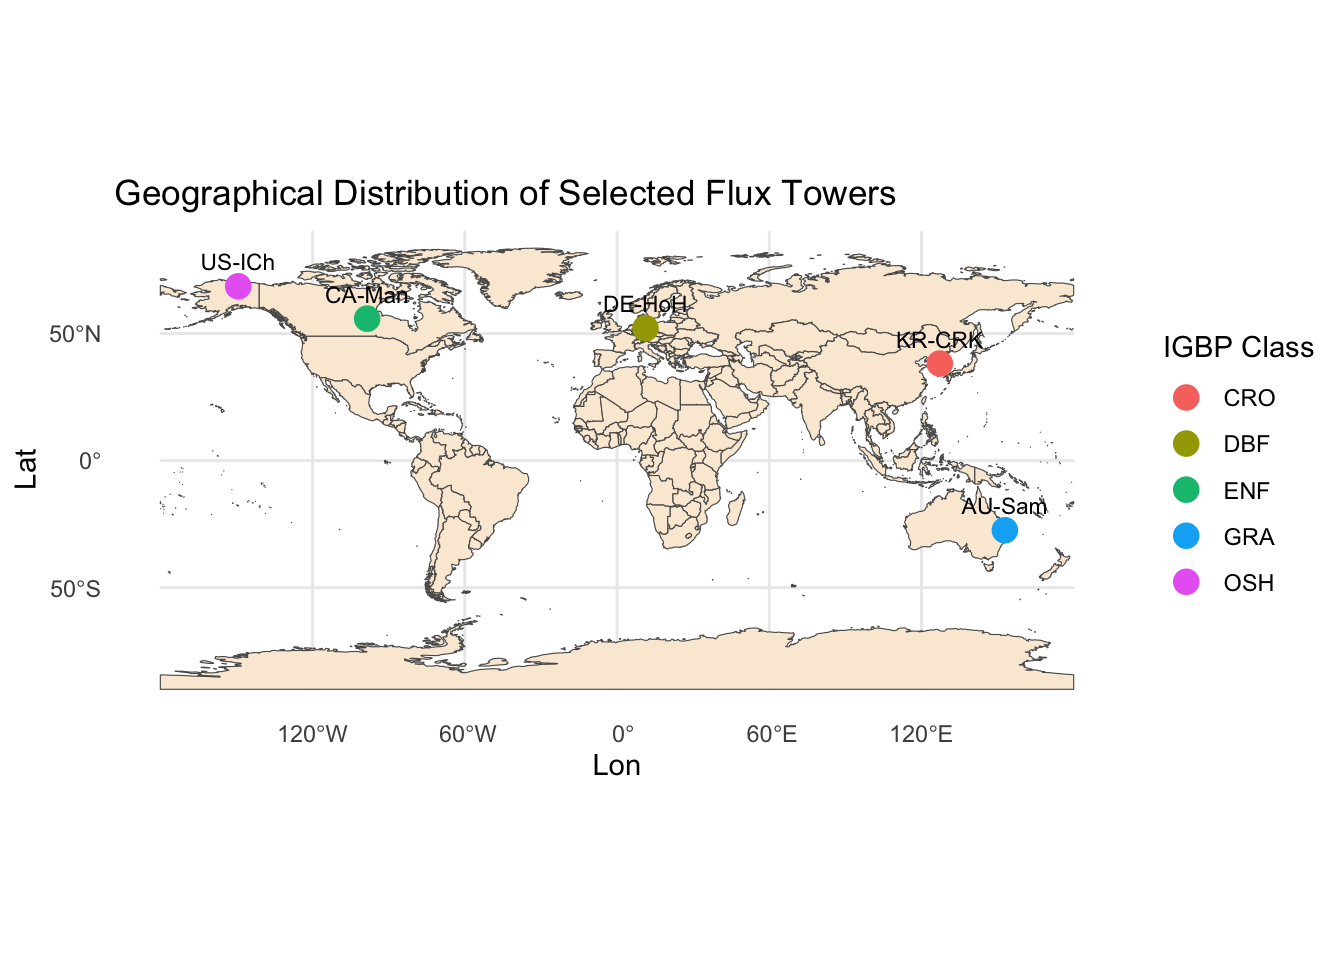 Geographical Distribution of Selected Flux Towers
US-ICh
CA-Man
DE-HoH
KR-CRK
AU-Sam
50°N
0°
50°S
Lat
120°W
60°W
0°
60°E
120°E
Lon
IGBP Class
CRO
DBF
ENF
GRA
OSH